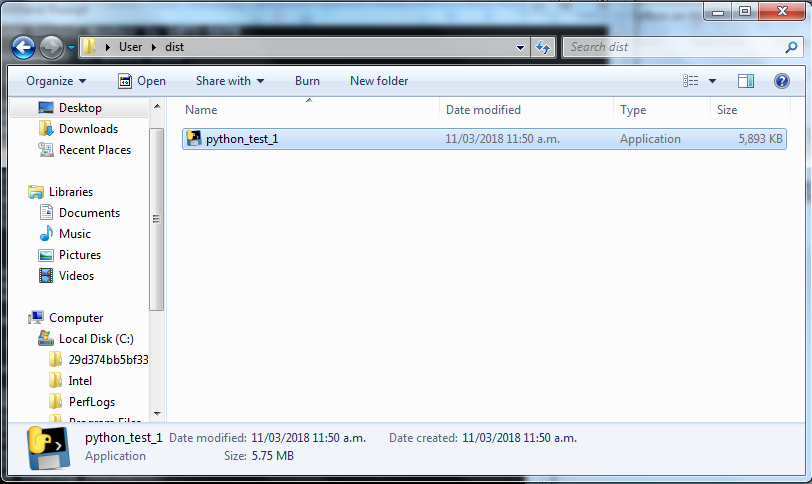 User dist
Search dist
Organize Open Share with Burn New folder
Name Date modified Type Size
python_test_1 11/03/2018 11:50 a.m. Application 5,893 KB
Desktop
Downloads
Recent Places
Libraries
Documents
Music
Pictures
Videos
Computer
Local Disk (C:)
29d374bb5bf33
Intel
PerfLogs
Program Files
python_test_1 Date modified: 11/03/2018 11:50 a.m. Date created: 11/03/2018 11:50 a.m.
Application Size: 5.75 MB